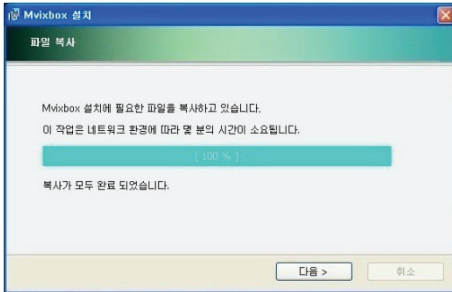 Mvixbox 설치
파일 복사
Mvixbox 설치에 필요한 파일을 복사하고 있습니다.
이 작업은 네트워크 환경에 따라 몇 분의 시간이 소요됩니다.
[ 100 % ]
복사가 모두 완료 되었습니다.
다음 >
취소